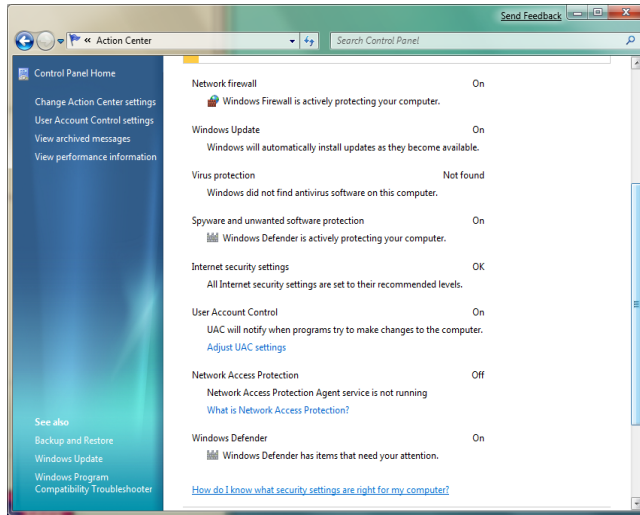 Send Feedback
« Action Center
Search Control Panel
Control Panel Home
Change Action Center settings
User Account Control settings
View archived messages
View performance information
Network firewall On
Windows Firewall is actively protecting your computer.
Windows Update On
Windows will automatically install updates as they become available.
Virus protection Not found
Windows did not find antivirus software on this computer.
Spyware and unwanted software protection On
Windows Defender is actively protecting your computer.
Internet security settings OK
All Internet security settings are set to their recommended levels.
User Account Control On
UAC will notify when programs try to make changes to the computer.
Adjust UAC settings
Network Access Protection Off
Network Access Protection Agent service is not running
What is Network Access Protection?
Windows Defender On
Windows Defender has items that need your attention.
How do I know what security settings are right for my computer?
See also
Backup and Restore
Windows Update
Windows Program
Compatibility Troubleshooter